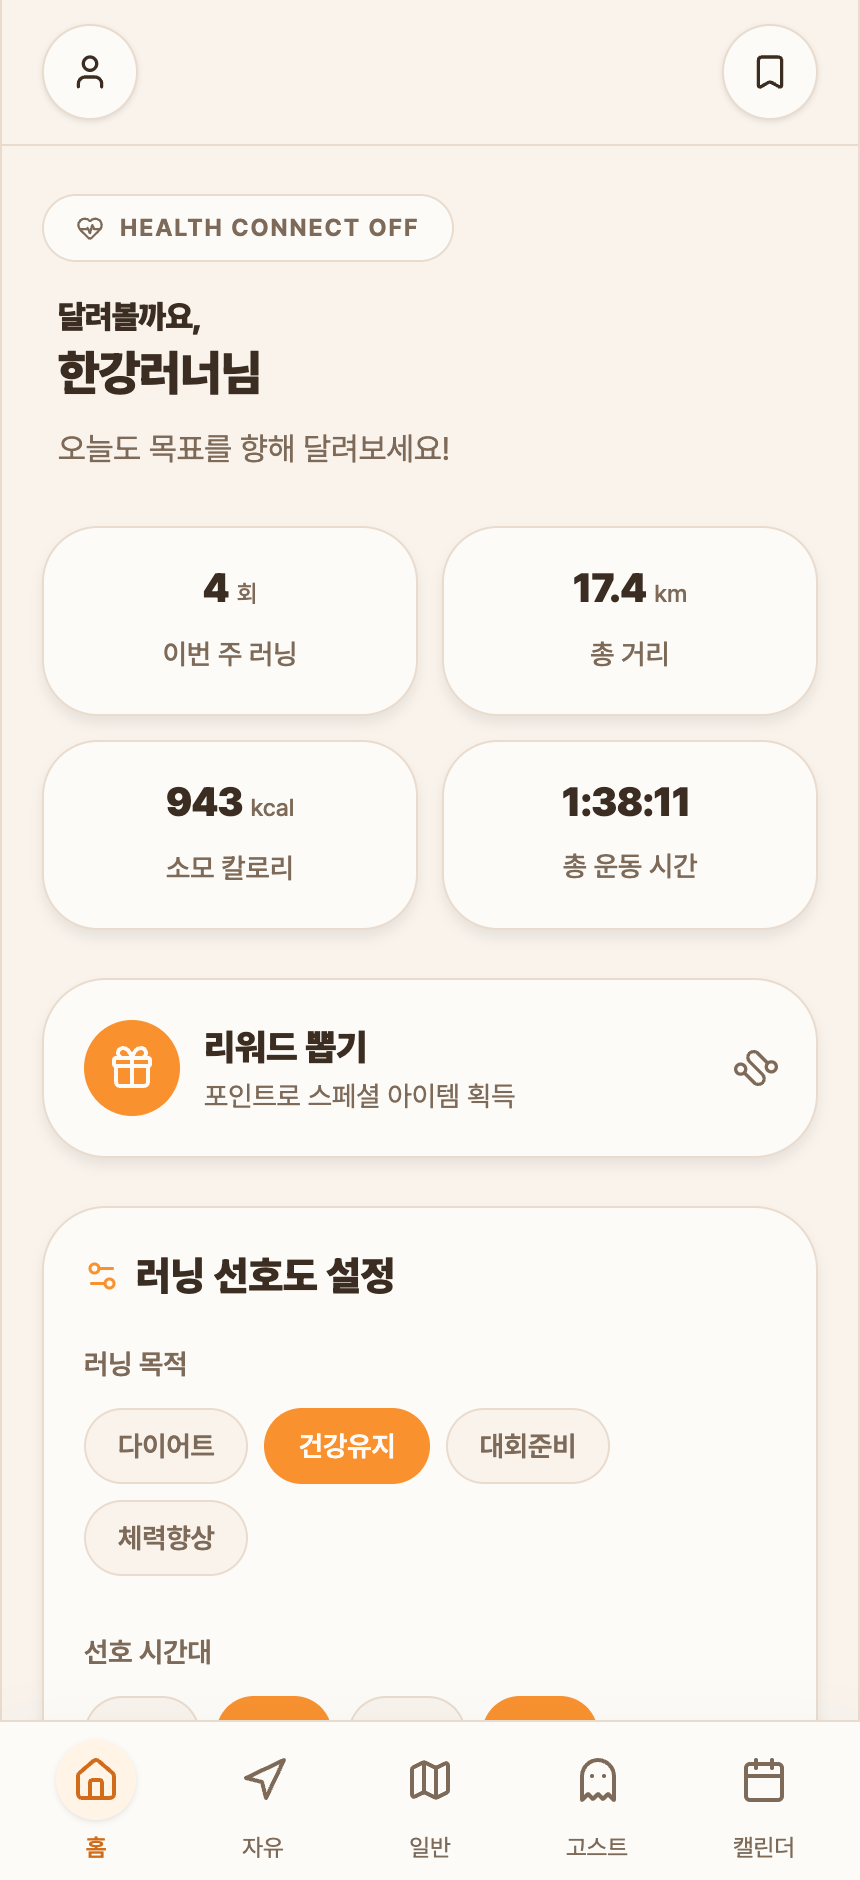 HEALTH CONNECT OFF
달려볼까요,
한강러너님
오늘도 목표를 향해 달려보세요!
4 회
이번 주 러닝
17.4 km
총 거리
943 kcal
소모 칼로리
1:38:11
총 운동 시간
리워드 뽑기
포인트로 스페셜 아이템 획득
러닝 선호도 설정
러닝 목적
다이어트 건강유지 대회준비
체력향상
선호 시간대
홈 자유 일반 고스트 캘린더